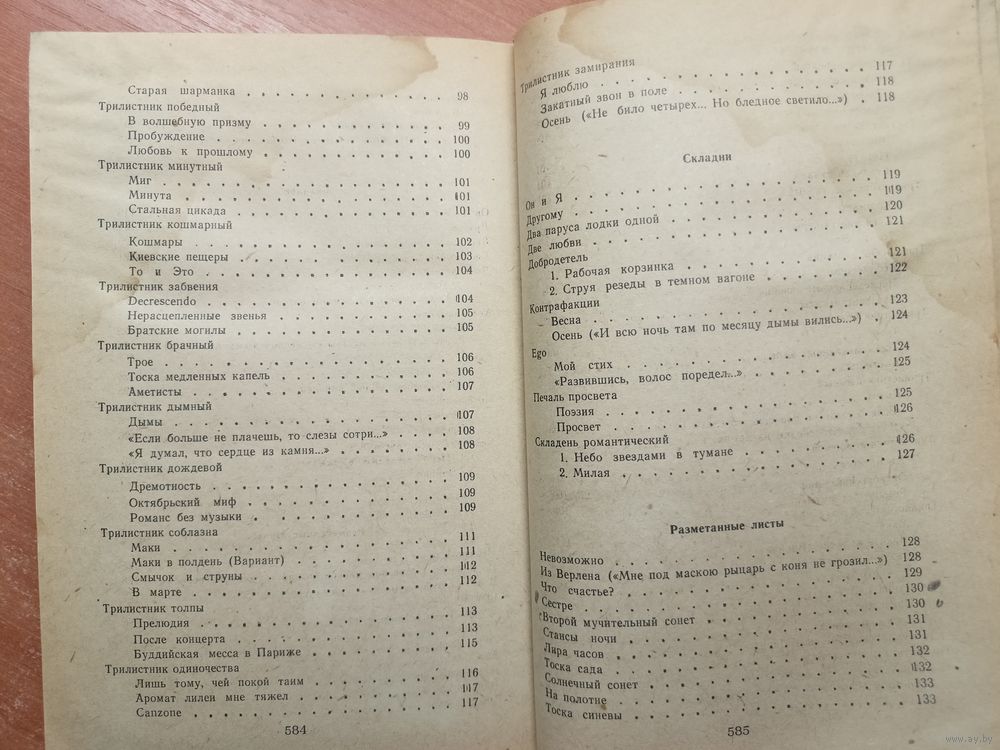 Старая шарманка . . . . . . . . . . . . . . 98
Трилистник победный
В волшебную призму . . . . . . . . . . . . 99
Пробуждение . . . . . . . . . . . . . . . 100
Любовь к прошлому . . . . . . . . . . . . 100
Трилистник минутный
Миг . . . . . . . . . . . . . . . . . . . 101
Минута . . . . . . . . . . . . . . . . . 101
Стальная цикада . . . . . . . . . . . . . 101
Трилистник кошмарный
Кошмары . . . . . . . . . . . . . . . . . 102
Киевские пещеры . . . . . . . . . . . . . 103
То и Это . . . . . . . . . . . . . . . . 104
Трилистник забвения
Decrescendo . . . . . . . . . . . . . . . 104
Нерасцепленные звенья . . . . . . . . . . 105
Братские могилы . . . . . . . . . . . . . 105
Трилистник брачный
Трое . . . . . . . . . . . . . . . . . . 106
Тоска медленных капель . . . . . . . . . 106
Аметисты . . . . . . . . . . . . . . . . 107
Трилистник дымный
Дымы . . . . . . . . . . . . . . . . . . 107
«Если больше не плачешь, то слезы сотри...» . . . . 108
«Я думал, что сердце из камня...» . . . . . . . 108
Трилистник дождевой
Дремотность . . . . . . . . . . . . . . . 109
Октябрьский миф . . . . . . . . . . . . . 109
Романс без музыки . . . . . . . . . . . . 109
Трилистник соблазна
Маки . . . . . . . . . . . . . . . . . . 111
Маки в полдень (Вариант) . . . . . . . . 111
Смычок и струны . . . . . . . . . . . . . 112
В марте . . . . . . . . . . . . . . . . . 112
Трилистник толпы
Прелюдия . . . . . . . . . . . . . . . . 113
После концерта . . . . . . . . . . . . . 113
Буддийская месса в Париже . . . . . . . . 115
Трилистник одиночества
Лишь тому, чей покой таим . . . . . . . . 116
Аромат лилеи мне тяжел . . . . . . . . . 117
Canzone . . . . . . . . . . . . . . . . . 117
584
Трилистник замирания
Я люблю . . . . . . . . . . . . . . . . . 117
Закатный звон в поле . . . . . . . . . . 118
Осень («Не било четырех... Но бледное светило...») . 118
Складни
Он и Я . . . . . . . . . . . . . . . . . 119
Другому . . . . . . . . . . . . . . . . . 119
Два паруса лодки одной . . . . . . . . . 120
Две любви . . . . . . . . . . . . . . . . 121
Добродетель
1. Рабочая корзинка . . . . . . . . . . . 121
2. Струя резеды в темном вагоне . . . . . 122
Контрафакции
Весна . . . . . . . . . . . . . . . . . . 123
Осень («И всю ночь там по месяцу дымы вились...») . 124
Ego
Мой стих . . . . . . . . . . . . . . . . 124
«Развившись, волос поредел...» . . . . . 125
Печаль просвета
Поэзия . . . . . . . . . . . . . . . . . 125
Просвет . . . . . . . . . . . . . . . . . 126
Складень романтический
1. Небо звездами в тумане . . . . . . . . 126
2. Милая . . . . . . . . . . . . . . . . 127
Разметанные листы
Невозможно . . . . . . . . . . . . . . . 128
Из Верлена («Мне под маскою рыцарь с коня не грозил...») 128
Что счастье? . . . . . . . . . . . . . . 129
Сестре . . . . . . . . . . . . . . . . . 130
Второй мучительный сонет . . . . . . . . 130
Стансы ночи . . . . . . . . . . . . . . . 131
Лира часов . . . . . . . . . . . . . . . 131
Тоска сада . . . . . . . . . . . . . . . 132
Солнечный сонет . . . . . . . . . . . . . 132
На полотне . . . . . . . . . . . . . . . 133
Тоска синевы . . . . . . . . . . . . . . 133
585
www.ay.by